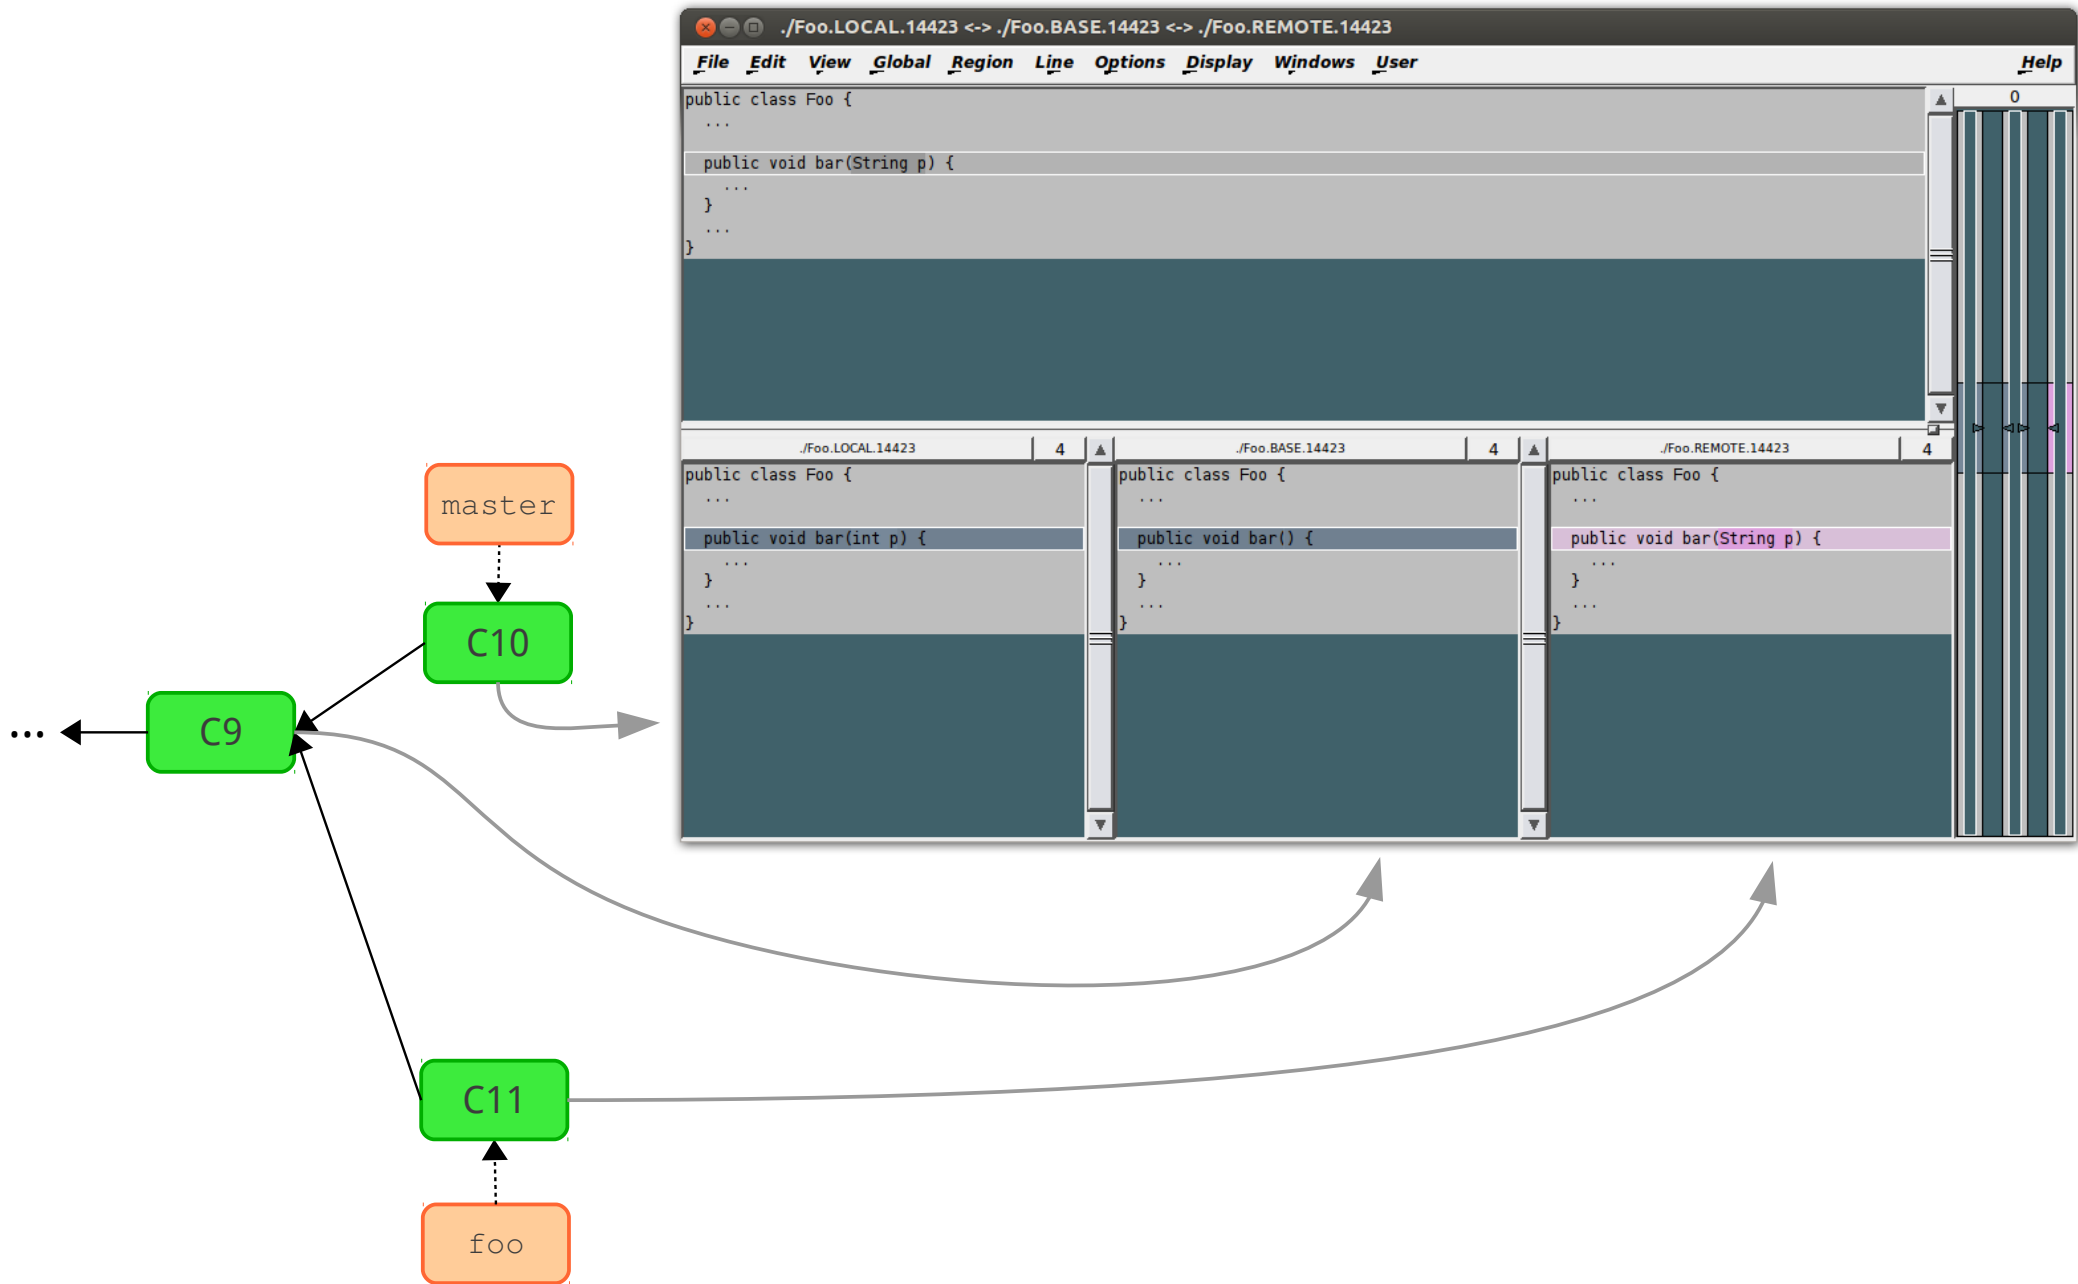 ./Foo.LOCAL.14423 <-> ./Foo.BASE.14423 <-> ./Foo.REMOTE.14423
File Edit View Global Region Line Options Display Windows User Help
0
public class Foo {
  ...
  public void bar(String p) {
    ...
  }
  ...
}
./Foo.LOCAL.14423 4
public class Foo {
  ...
  public void bar(int p) {
    ...
  }
  ...
}
./Foo.BASE.14423 4
public class Foo {
  ...
  public void bar() {
    ...
  }
  ...
}
./Foo.REMOTE.14423 4
public class Foo {
  ...
  public void bar(String p) {
    ...
  }
  ...
}
master
C10
... C9
C11
foo